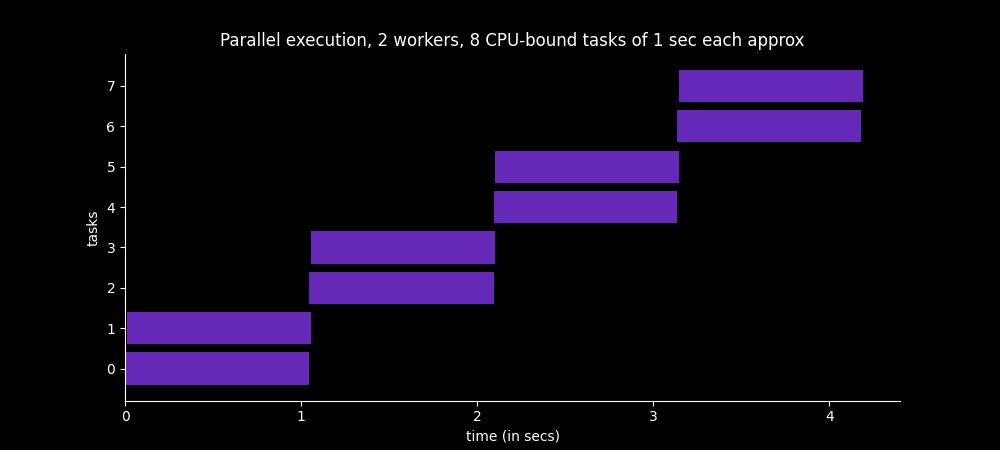 Parallel execution, 2 workers, 8 CPU-bound tasks of 1 sec each approx
7
6
5
4
3
2
1
0
tasks
0 1 2 3 4
time (in secs)